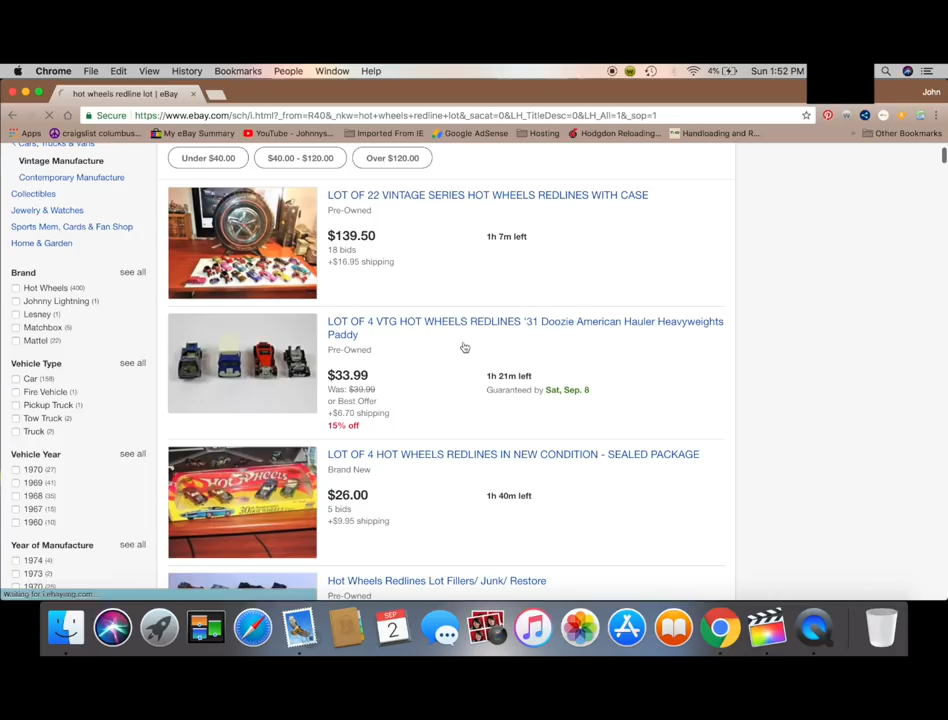 Chrome File Edit View History Bookmarks People Window Help 4% Sun 1:52 PM
hot wheels redline lot | eBay John
Secure https://www.ebay.com/sch/i.html?_from=R40&_nkw=hot+wheels+redline+lot&_sacat=0&LH_TitleDesc=0&LH_All=1&_sop=1
Apps craigslist columbus... My eBay Summary YouTube - Johnnys... Imported From IE Google AdSense Hosting Hodgdon Reloading... Handloading and R... Other Bookmarks
Cars, Trucks & Vans
Vintage Manufacture
Contemporary Manufacture
Collectibles
Jewelry & Watches
Sports Mem, Cards & Fan Shop
Home & Garden
Brand see all
Hot Wheels (400)
Johnny Lightning (1)
Lesney (1)
Matchbox (5)
Mattel (22)
Vehicle Type see all
Car (158)
Fire Vehicle (1)
Pickup Truck (1)
Tow Truck (2)
Truck (2)
Vehicle Year see all
1970 (27)
1969 (41)
1968 (35)
1967 (15)
1960 (10)
Year of Manufacture see all
1974 (4)
1973 (2)
Waiting for i.ebayimg.com...
Under $40.00 $40.00 - $120.00 Over $120.00
LOT OF 22 VINTAGE SERIES HOT WHEELS REDLINES WITH CASE
Pre-Owned
$139.50 1h 7m left
18 bids
+$16.95 shipping
LOT OF 4 VTG HOT WHEELS REDLINES '31 Doozie American Hauler Heavyweights
Paddy
Pre-Owned
$33.99 1h 21m left
Was: $39.99 Guaranteed by Sat, Sep. 8
or Best Offer
+$6.70 shipping
15% off
HOT WHEELS
LOT OF 4 HOT WHEELS REDLINES IN NEW CONDITION - SEALED PACKAGE
Brand New
$26.00 1h 40m left
5 bids
+$9.95 shipping
Hot Wheels Redlines Lot Fillers/ Junk/ Restore
Pre-Owned
SEP
2